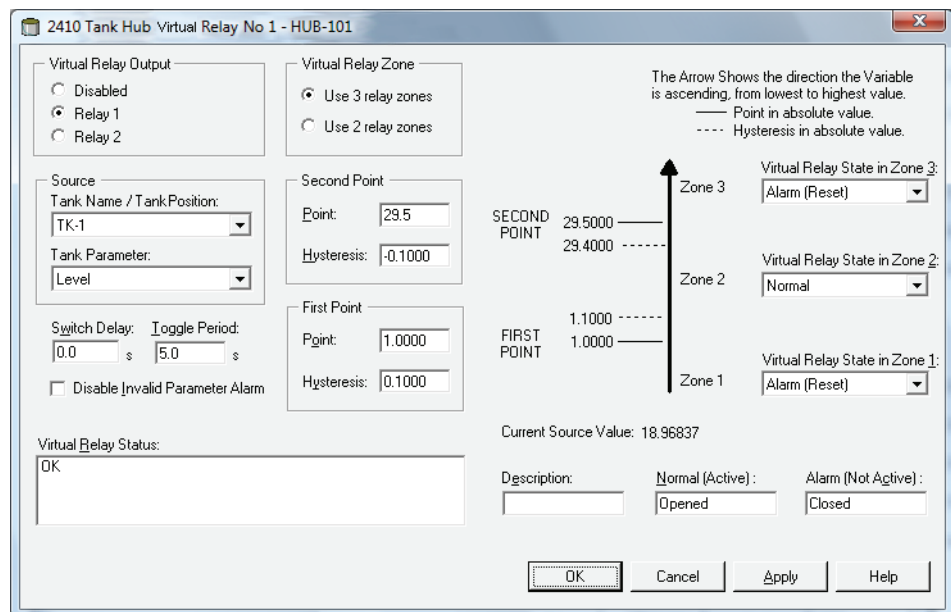 2410 Tank Hub Virtual Relay No 1 - HUB-101
Virtual Relay Output
Disabled
Relay 1
Relay 2
Virtual Relay Zone
Use 3 relay zones
Use 2 relay zones
The Arrow Shows the direction the Variable
is ascending, from lowest to highest value.
Point in absolute value.
Hysteresis in absolute value.
Source
Tank Name / TankPosition:
TK-1
Tank Parameter:
Level
Second Point
Point:
29.5
Hysteresis:
-0.1000
First Point
Point:
1.0000
Hysteresis:
0.1000
Switch Delay:
0.0
s
Toggle Period:
5.0
s
Disable Invalid Parameter Alarm
SECOND
POINT
29.5000
29.4000
FIRST
POINT
1.1000
1.0000
Zone 3
Zone 2
Zone 1
Virtual Relay State in Zone 3:
Alarm (Reset)
Virtual Relay State in Zone 2:
Normal
Virtual Relay State in Zone 1:
Alarm (Reset)
Current Source Value: 18.96837
Virtual Relay Status:
OK
Description:
Normal (Active) :
Opened
Alarm (Not Active) :
Closed
OK
Cancel
Apply
Help